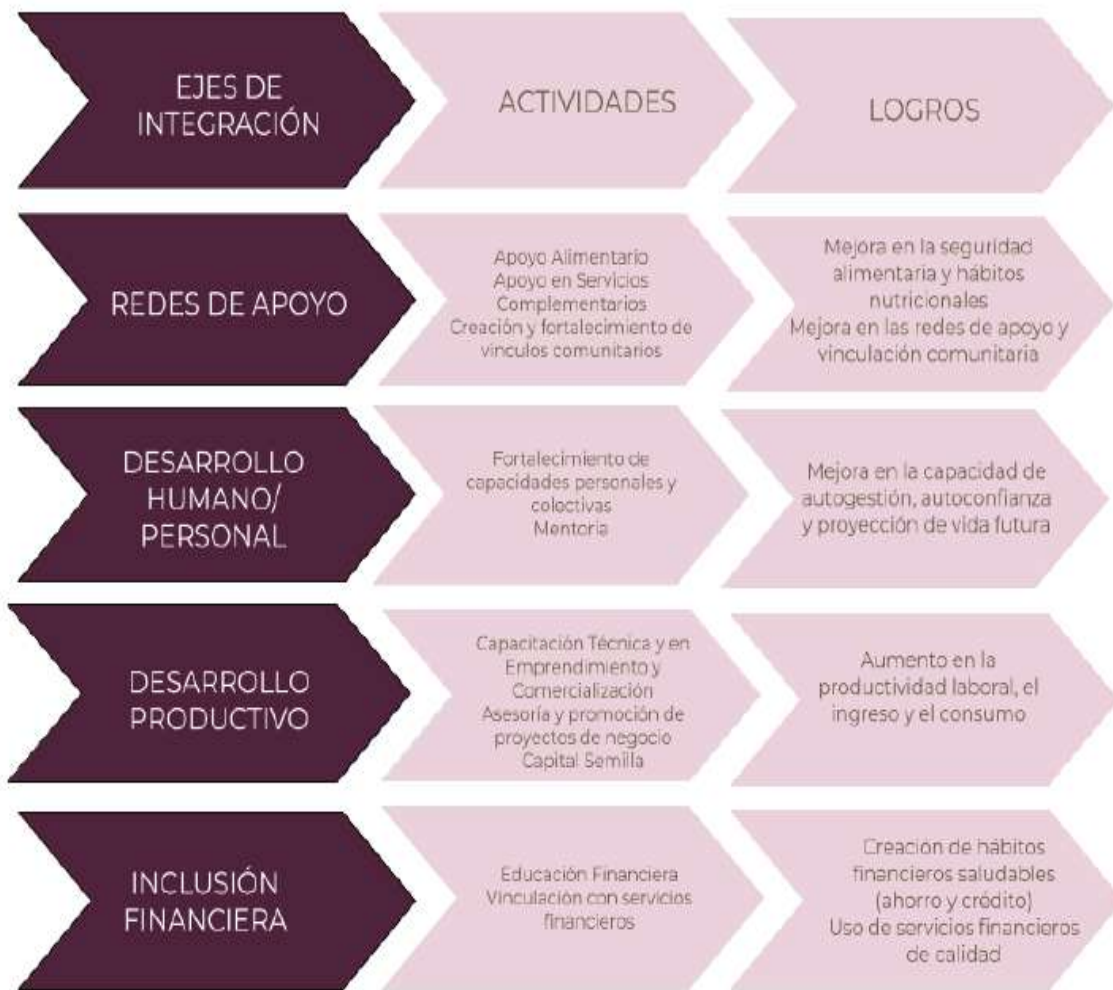 EJES DE
INTEGRACIÓN
ACTIVIDADES
LOGROS
REDES DE APOYO
Apoyo Alimentario
Apoyo en Servicios
Complementarios
Creación y fortalecimiento de
vínculos comunitarios
Mejora en la seguridad
alimentaria y hábitos
nutricionales
Mejora en las redes de apoyo y
vinculación comunitaria
DESARROLLO
HUMANO/
PERSONAL
Fortalecimiento de
capacidades personales y
colectivas
Mentoria
Mejora en la capacidad de
autogestión, autoconfianza
y proyección de vida futura
DESARROLLO
PRODUCTIVO
Capacitación Técnica y en
Emprendimiento y
Comercialización
Asesoría y promoción de
proyectos de negocio
Capital Semilla
Aumento en la
productividad laboral, el
ingreso y el consumo
INCLUSIÓN
FINANCIERA
Educación Financiera
Vinculación con servicios
financieros
Creación de hábitos
financieros saludables
(ahorro y crédito)
Uso de servicios financieros
de calidad